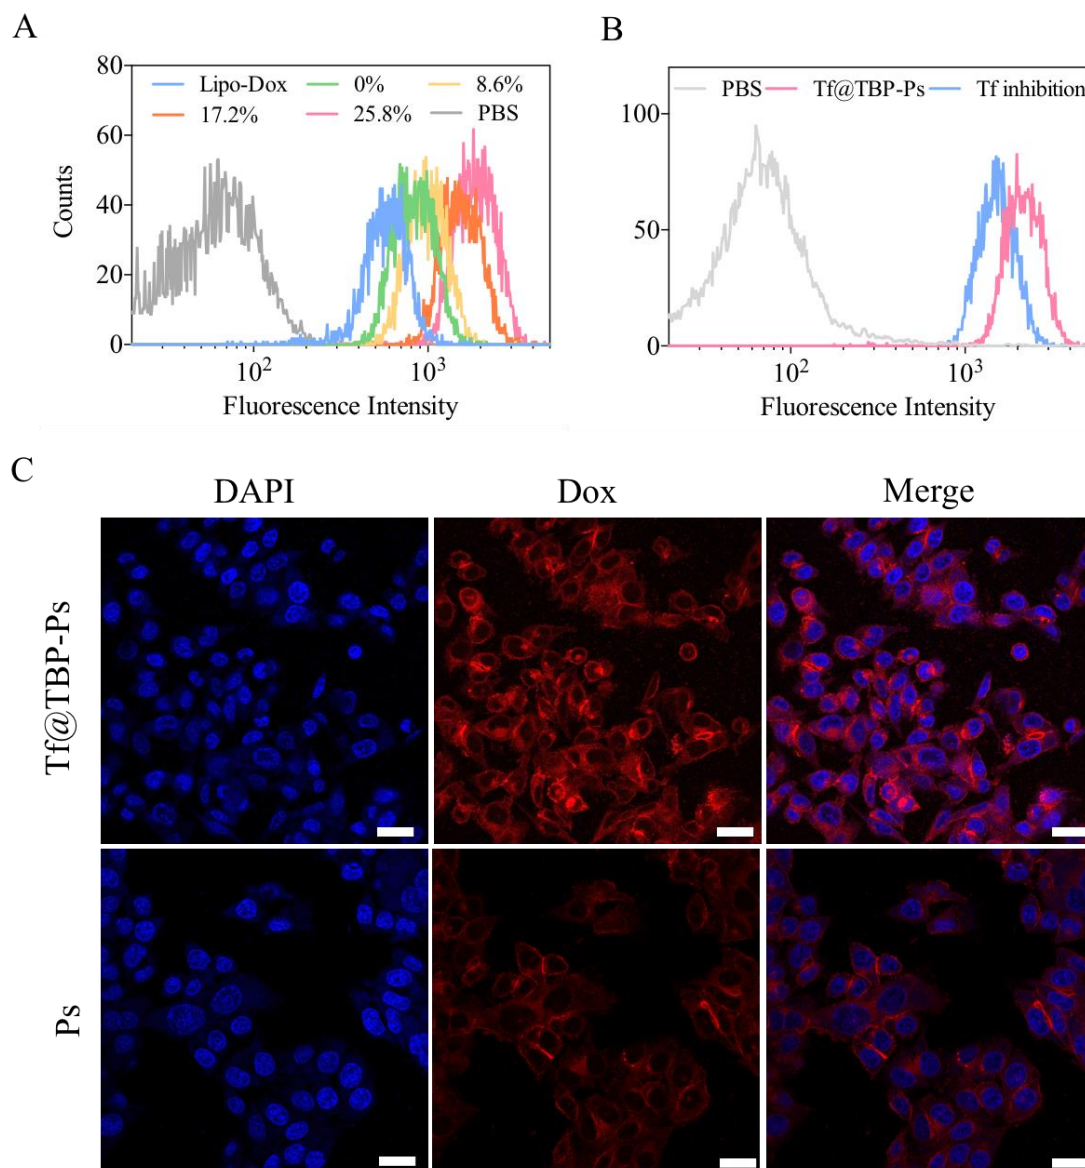 A
80
60
40
20
0
Counts
Lipo-Dox 0% 8.6%
17.2% 25.8% PBS
10² 10³
Fluorescence Intensity
B
100
50
0
PBS Tf@TBP-Ps Tf inhibition
10² 10³
Fluorescence Intensity
C
DAPI Dox Merge
Tf@TBP-Ps
Ps